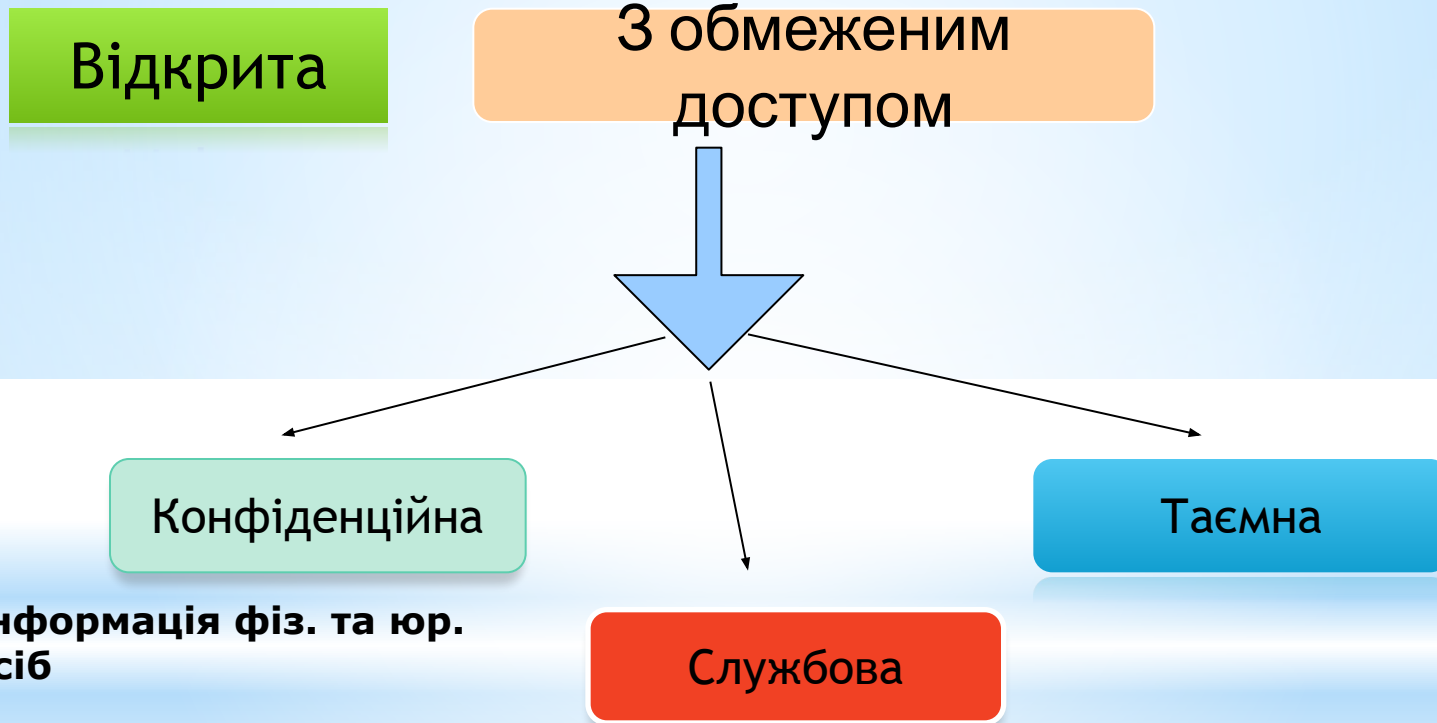 Відкрита
З обмеженим
доступом
Конфіденційна
Таємна
нформація фіз. та юр.
сіб
Службова